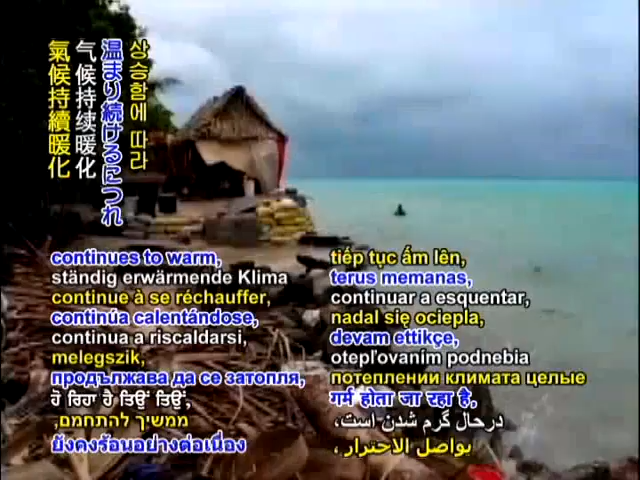 氣候持續暖化
气候持续暖化
温まり続けるにつれ
상승함에 따라
continues to warm,
ständig erwärmende Klima
continue à se réchauffer,
continúa calentándose,
continua a riscaldarsi,
melegszik,
продължава да се затопля,
ਹੋ ਰਿਹਾ ਹੈ ਤਿਉਂ ਤਿਉਂ,
ממשיך להתחמם,
ยังคงร้อนอย่างต่อเนื่อง
tiếp tục ấm lên,
terus memanas,
continuar a esquentar,
nadal się ociepla,
devam ettikçe,
otepľovaním podnebia
потеплении климата целые
गर्म होता जा रहा है,
درحال گرم شدن است،
يواصل الاحترار ،